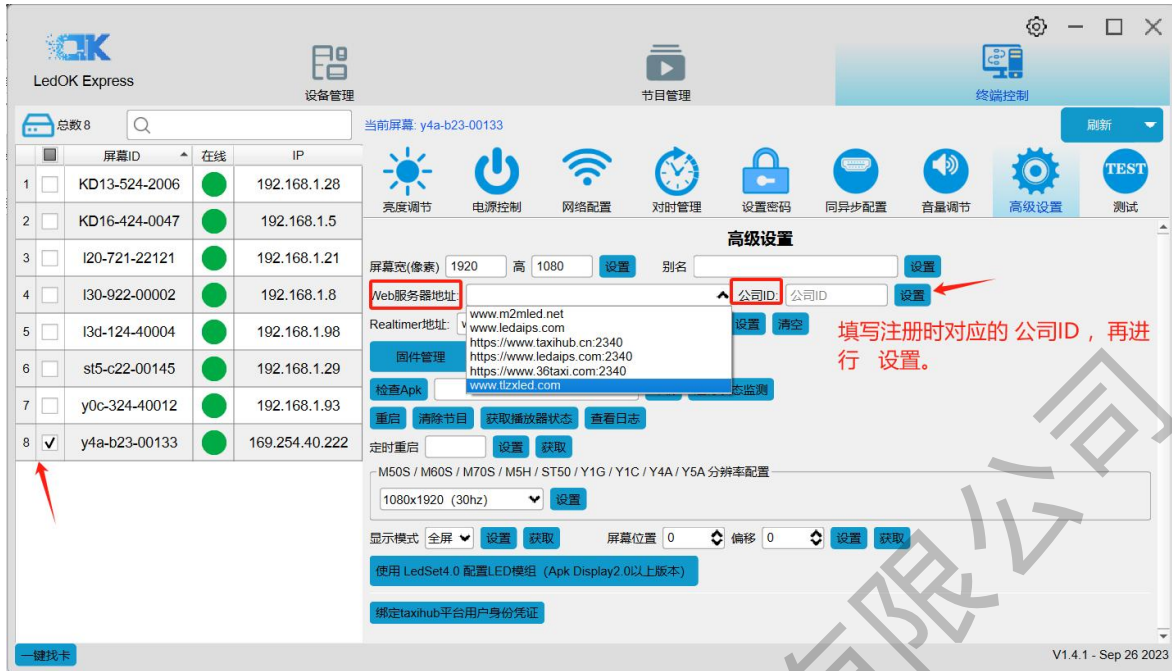 LedOK Express
设备管理
节目管理
终端控制
总数 8
当前屏幕: y4a-b23-00133
刷新
屏幕ID 在线 IP
1 KD13-524-2006 192.168.1.28
2 KD16-424-0047 192.168.1.5
3 I20-721-22121 192.168.1.21
4 I30-922-00002 192.168.1.8
5 I3d-124-40004 192.168.1.98
6 st5-c22-00145 192.168.1.29
7 y0c-324-40012 192.168.1.93
8 y4a-b23-00133 169.254.40.222
亮度调节 电源控制 网络配置 对时管理 设置密码 同异步配置 音量调节 高级设置 测试
TEST
高级设置
屏幕宽(像素) 1920 高 1080 设置 别名 设置
Web服务器地址: 公司ID: 公司ID 设置
www.m2mled.net
Realtimer地址: 设置 清空
www.ledaips.com
https://www.taxihub.cn:2340
固件管理
https://www.ledaips.com:2340
https://www.36taxi.com:2340
www.tlzxled.com
填写注册时对应的 公司ID ，再进
行 设置。
检查Apk 态监测
重启 清除节目 获取播放器状态 查看日志
定时重启 设置 获取
M50S / M60S / M70S / M5H / ST50 / Y1G / Y1C / Y4A / Y5A 分辨率配置
1080x1920 (30hz) 设置
显示模式 全屏 设置 获取 屏幕位置 0 偏移 0 设置 获取
使用 LedSet4.0 配置LED模组 (Apk Display2.0以上版本)
绑定taxihub平台用户身份凭证
一键找卡
V1.4.1 - Sep 26 2023
有限公司